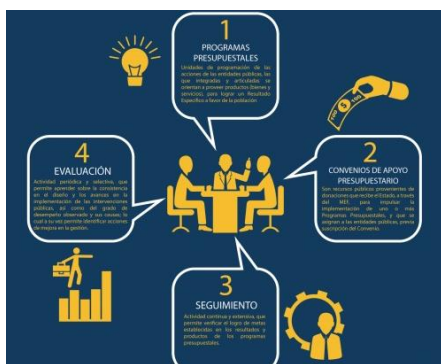 1
PROGRAMAS
PRESUPUESTALES
Unidades de programación de las
acciones de las entidades públicas, las
que integradas y articuladas se
orientan a proveer productos (bienes y
servicios), para lograr un Resultado
Específico a favor de la población
2
CONVENIOS DE APOYO
PRESUPUESTARIO
Son recursos públicos provenientes de
donaciones que recibe el Estado, a través
del MEF, para impulsar la
implementación de uno o más
Programas Presupuestales, y que se
asignan a las entidades públicas, previa
suscripción del Convenio.
3
SEGUIMIENTO
Actividad continua y extensiva, que
permite verificar el logro de metas
establecidas en los resultados y
productos de los programas
presupuestales.
4
EVALUACIÓN
Actividad periódica y selectiva, que
permite aprender sobre la consistencia
en el diseño y los avances en la
implementación de las intervenciones
públicas, así como del grado de
desempeño observado y sus causas; lo
cual a su vez permite identificar acciones
de mejora en la gestión.